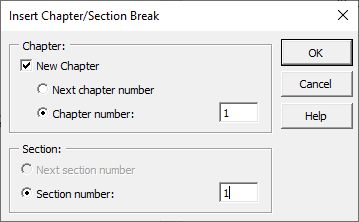 Insert Chapter/Section Break
Chapter:
New Chapter
Next chapter number
Chapter number: 1
Section:
Next section number
Section number: 1
OK
Cancel
Help